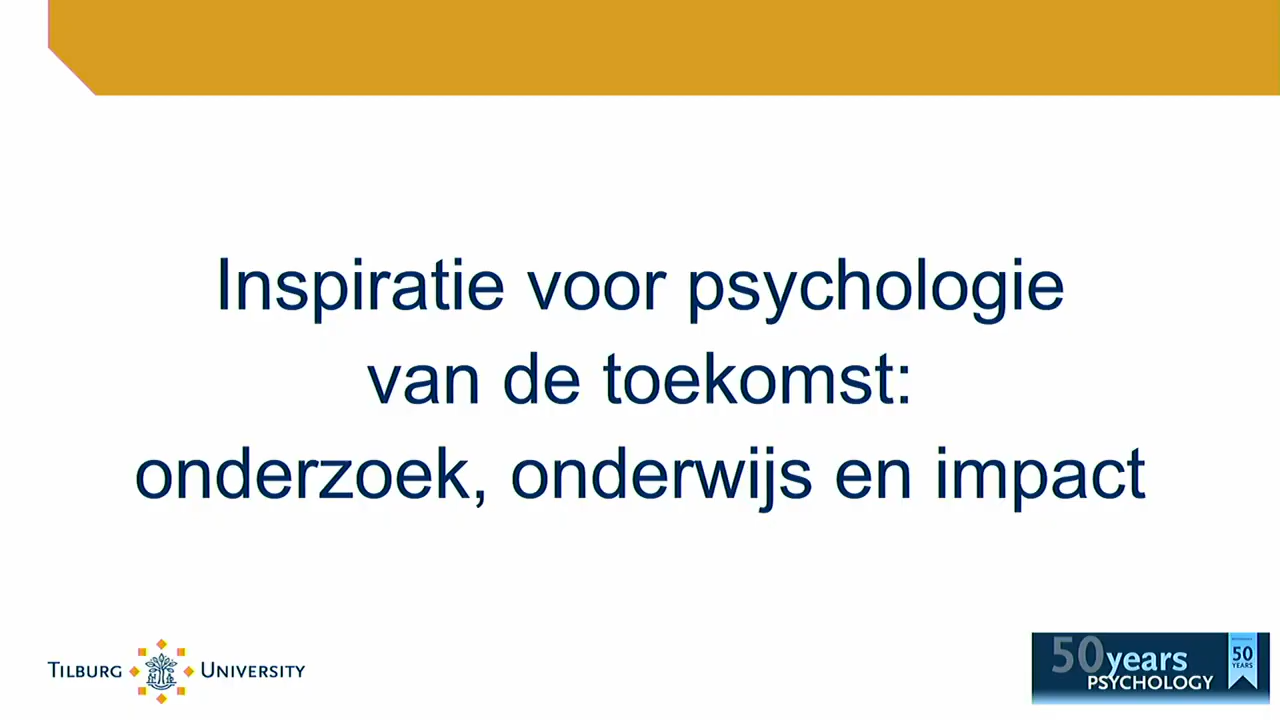 Inspiratie voor psychologie
van de toekomst:
onderzoek, onderwijs en impact
TILBURG UNIVERSITY
50 years
PSYCHOLOGY
50
YEARS